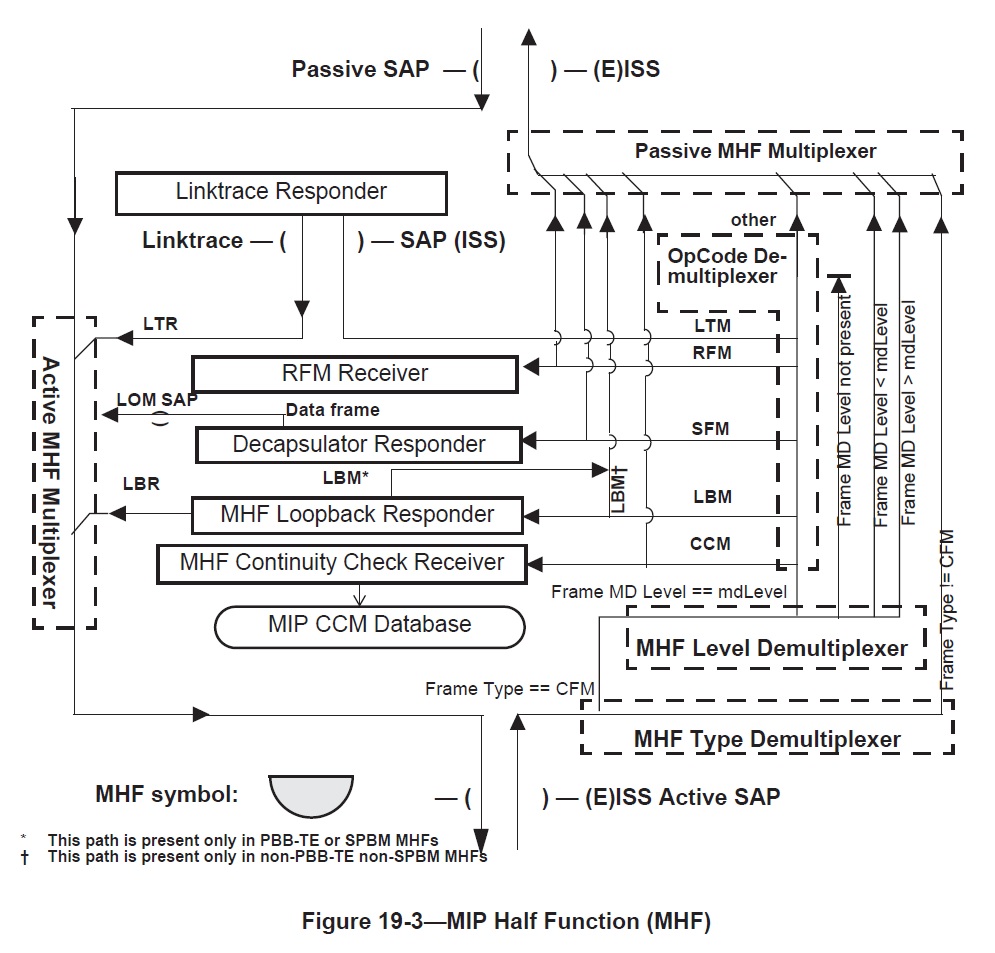 Passive SAP — ( ) — (E)ISS
Passive MHF Multiplexer
Linktrace Responder
other
Linktrace — ( ) — SAP (ISS)
OpCode De-
multiplexer
LTR
LTM
RFM
RFM Receiver
LOM SAP
( 
Data frame
Decapsulator Responder
SFM
LBM*
LBM†
LBR
LBM
MHF Loopback Responder
CCM
MHF Continuity Check Receiver
MIP CCM Database
Active MHF Multiplexer
Frame MD Level not present
Frame MD Level < mdLevel
Frame MD Level > mdLevel
Frame Type != CFM
Frame MD Level == mdLevel
MHF Level Demultiplexer
Frame Type == CFM
MHF Type Demultiplexer
MHF symbol:
— ( ) — (E)ISS Active SAP
* This path is present only in PBB-TE or SPBM MHFs
† This path is present only in non-PBB-TE non-SPBM MHFs
Figure 19-3—MIP Half Function (MHF)